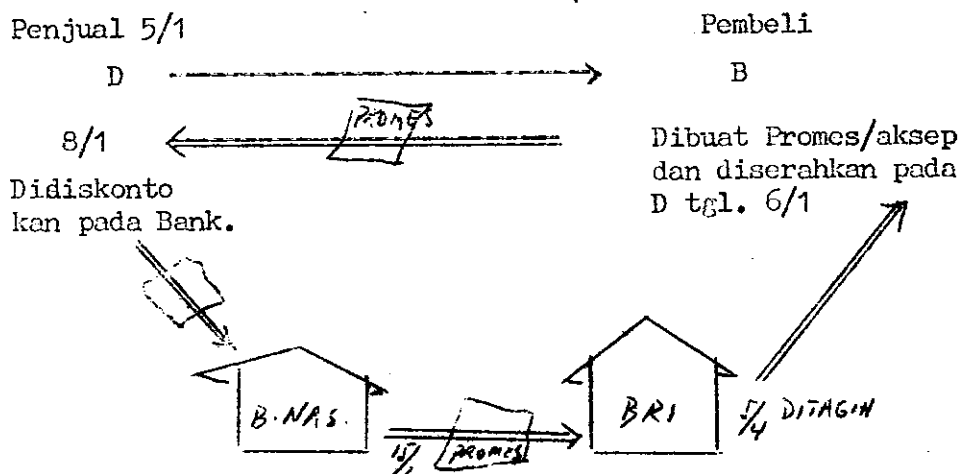 Penjual 5/1
Pembeli
D
B
PROMES
8/1
Dibuat Promes/aksep
dan diserahkan pada
D tgl. 6/1
Didiskonto
kan pada Bank.
B.NAS.
PROMES
BRI
5/4 DITAGIH